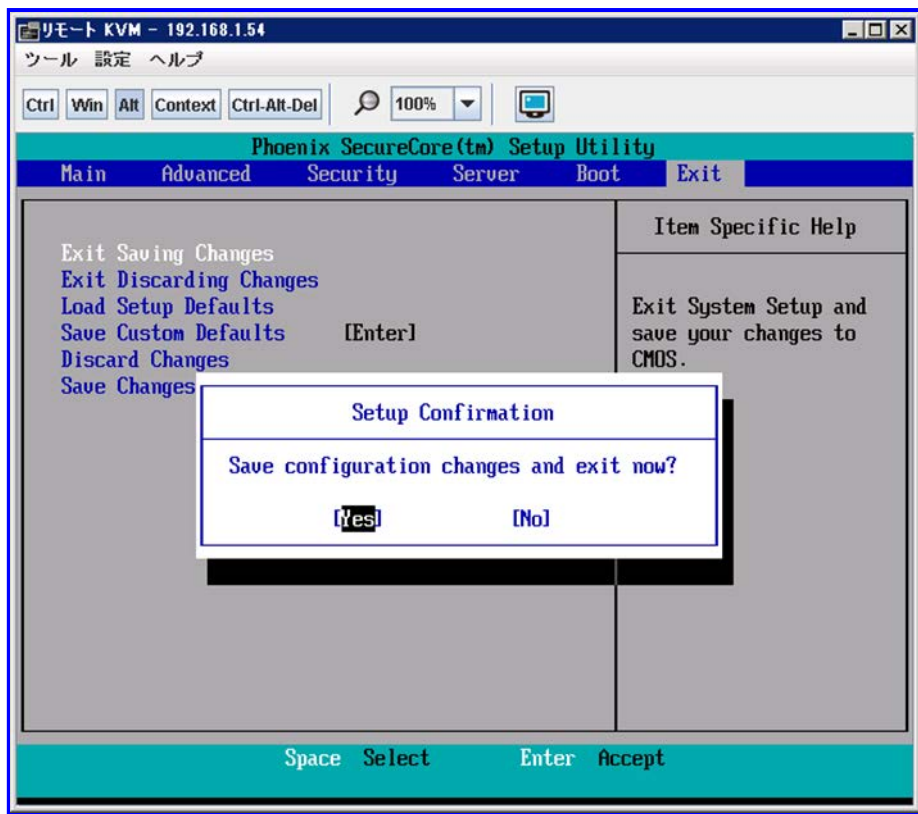 リモート KVM - 192.168.1.54
ツール 設定 ヘルプ
Ctrl Win Alt Context Ctrl-Alt-Del 100%
Phoenix SecureCore(tm) Setup Utility
Main Advanced Security Server Boot Exit
Item Specific Help
Exit Saving Changes
Exit Discarding Changes
Load Setup Defaults
Save Custom Defaults [Enter]
Discard Changes
Save Changes
Exit System Setup and
save your changes to
CMOS.
Setup Confirmation
Save configuration changes and exit now?
[Yes] [No]
Space Select Enter Accept